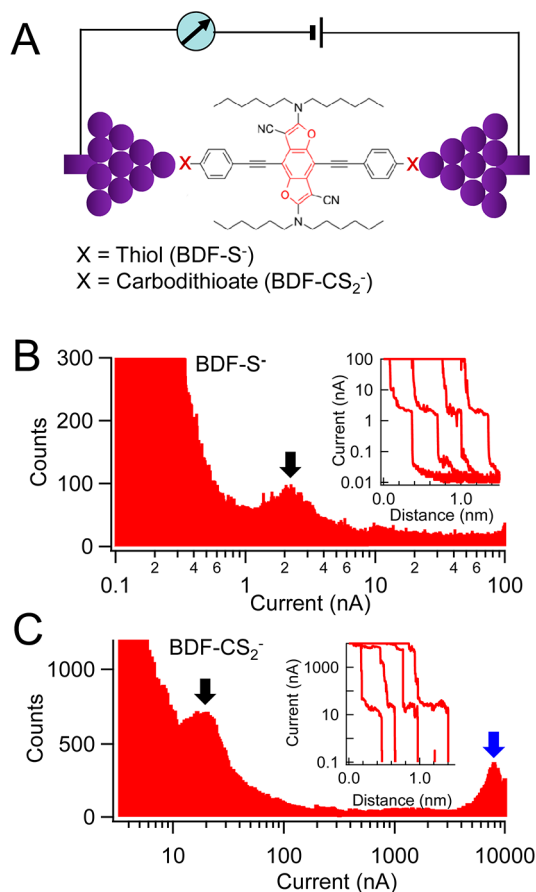 A
N
NC
O
X
X
O
CN
N
X = Thiol (BDF-S⁻)
X = Carbodithioate (BDF-CS₂⁻)
B
300
200
100
0
Counts
BDF-S⁻
0.1
2
4
6
1
2
4
6
10
2
4
6
100
Current (nA)
100
10
1
0.1
0.01
Current (nA)
0.0
1.0
Distance (nm)
C
1000
500
0
Counts
BDF-CS₂⁻
10
100
1000
10000
Current (nA)
1000
10
0.1
Current (nA)
0.0
1.0
Distance (nm)